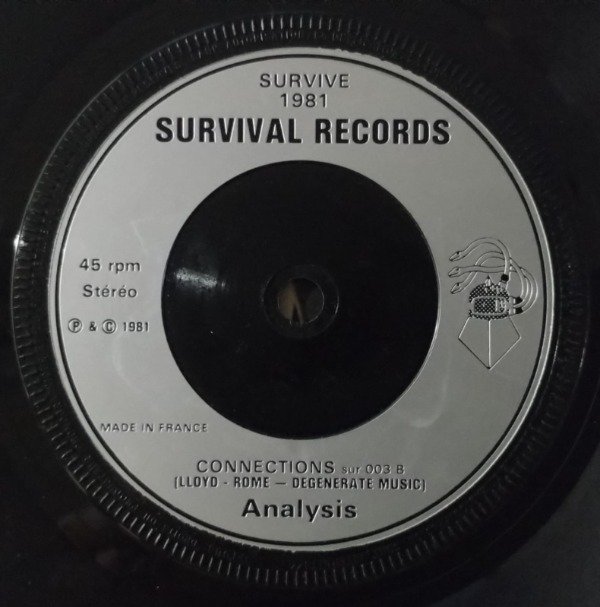 SURVIVE
1981
SURVIVAL RECORDS
45 rpm
Stéréo
Ⓟ & Ⓒ 1981
MADE IN FRANCE
CONNECTIONS sur 003 B
(LLOYD - ROME — DEGENERATE MUSIC)
Analysis